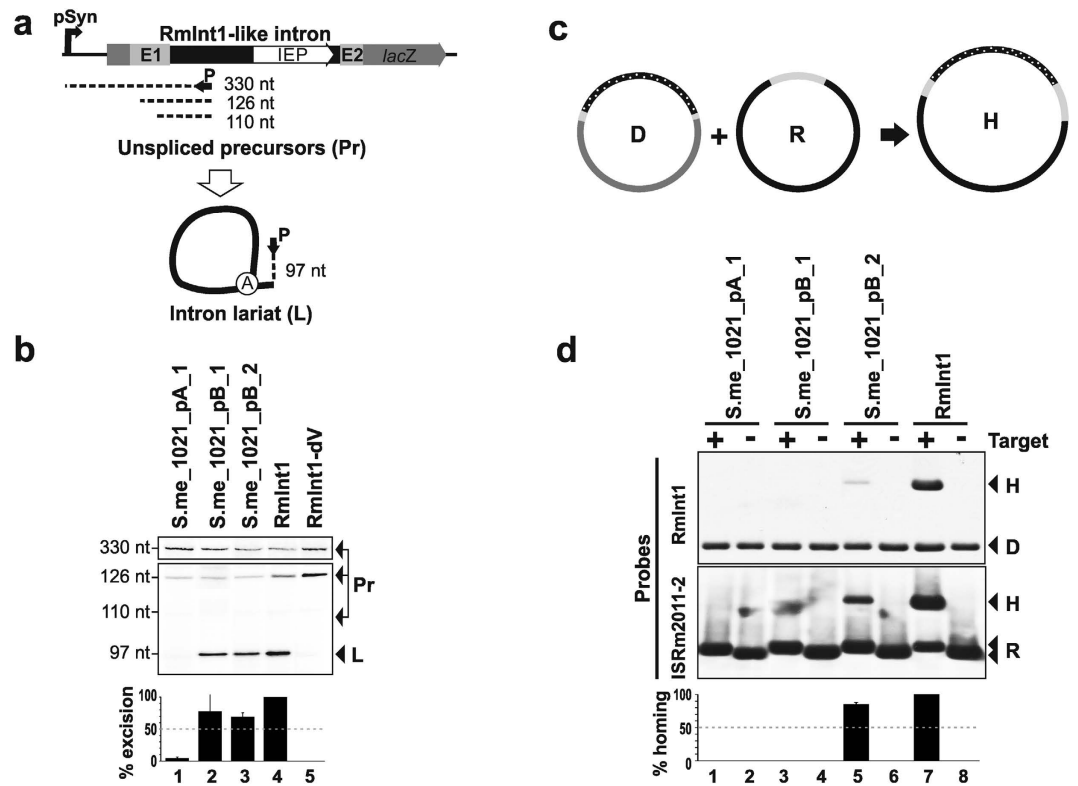 a
pSyn
RmInt1-like intron
E1
IEP
E2
lacZ
P
330 nt
126 nt
110 nt
Unspliced precursors (Pr)
P
A
97 nt
Intron lariat (L)
b
S.me_1021_pA_1
S.me_1021_pB_1
S.me_1021_pB_2
RmInt1
RmInt1-dV
330 nt
126 nt
110 nt
97 nt
Pr
L
% excision
100
50
0
1 2 3 4 5
c
D + R H
d
S.me_1021_pA_1
S.me_1021_pB_1
S.me_1021_pB_2
RmInt1
+ - + - + - + - Target
Probes
RmInt1
H
D
ISRm2011-2
H
R
% homing
100
50
0
1 2 3 4 5 6 7 8